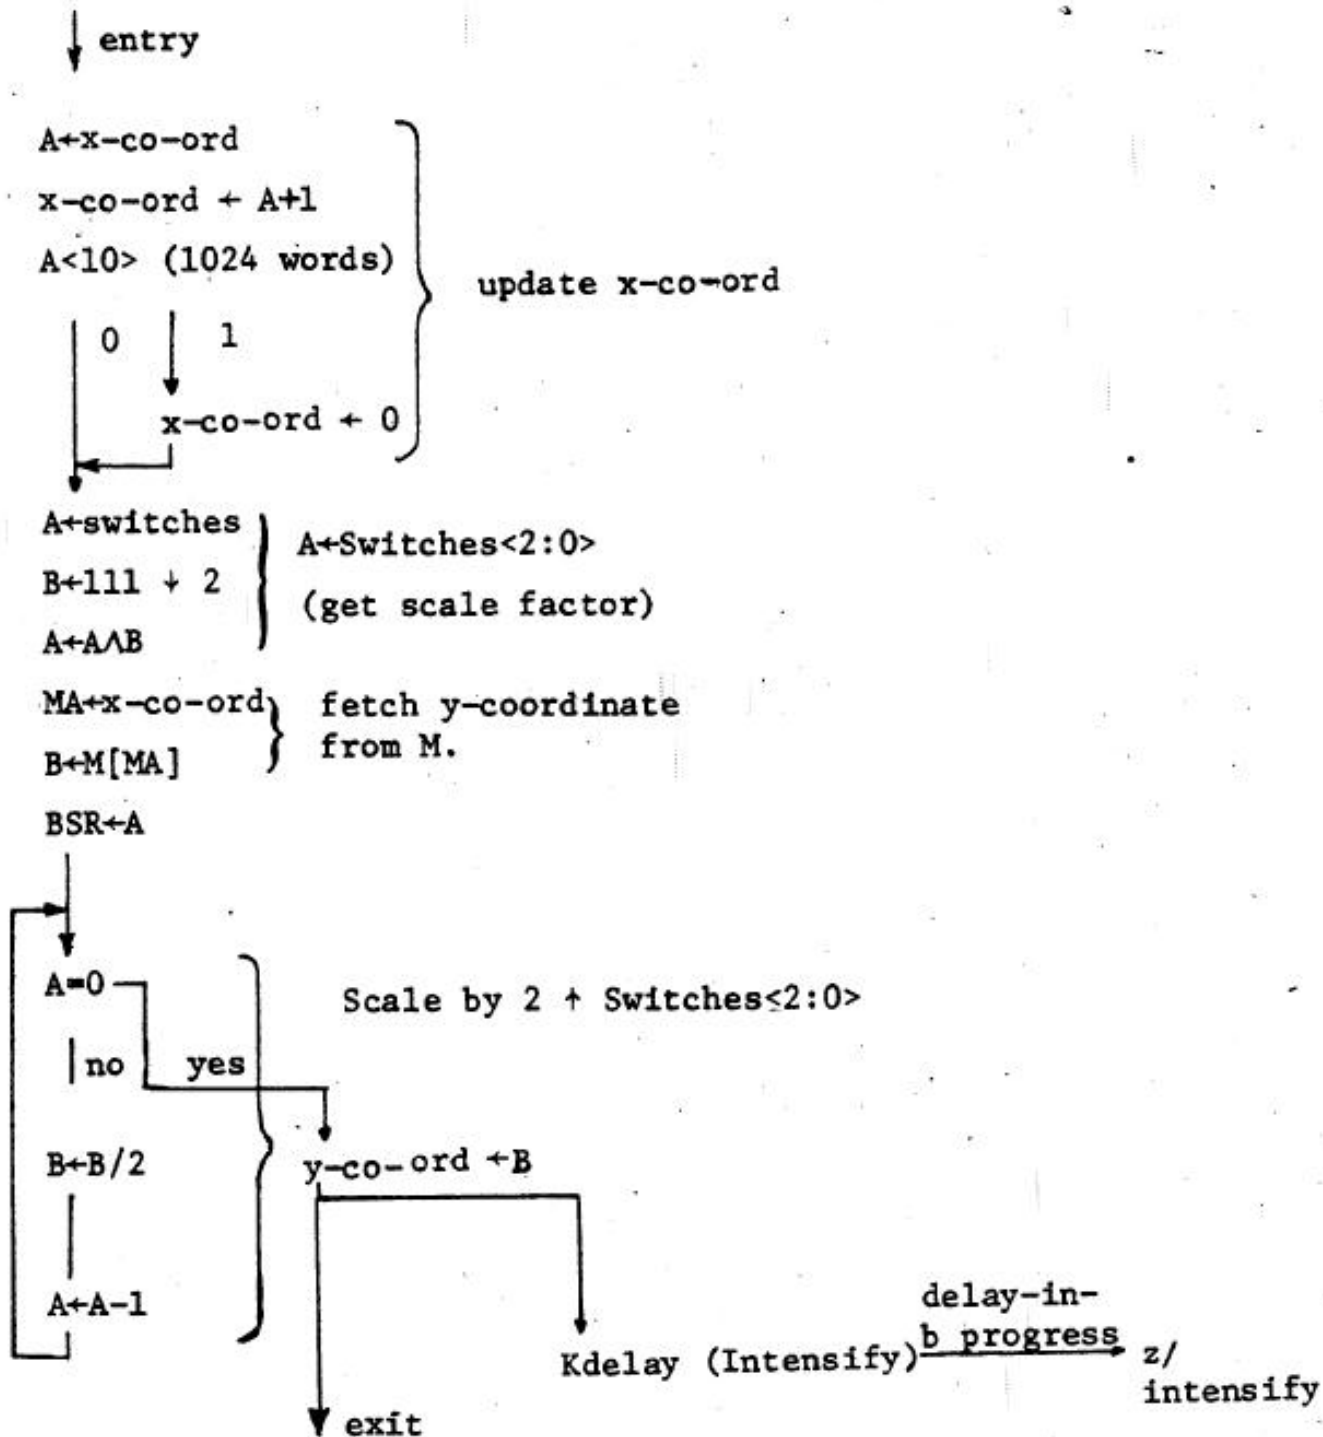 entry
A←x-co-ord
x-co-ord ← A+1
A<10> (1024 words)
update x-co-ord
0 1
x-co-ord ← 0
A←switches
B←111 ↓ 2
A←A∧B
A←Switches<2:0>
(get scale factor)
MA←x-co-ord
B←M[MA]
fetch y-coordinate
from M.
BSR←A
A=0
Scale by 2 ↑ Switches<2:0>
no yes
B←B/2
y-co-ord ←B
A←A-1
delay-in-
b progress
Kdelay (Intensify)
z/
intensify
exit